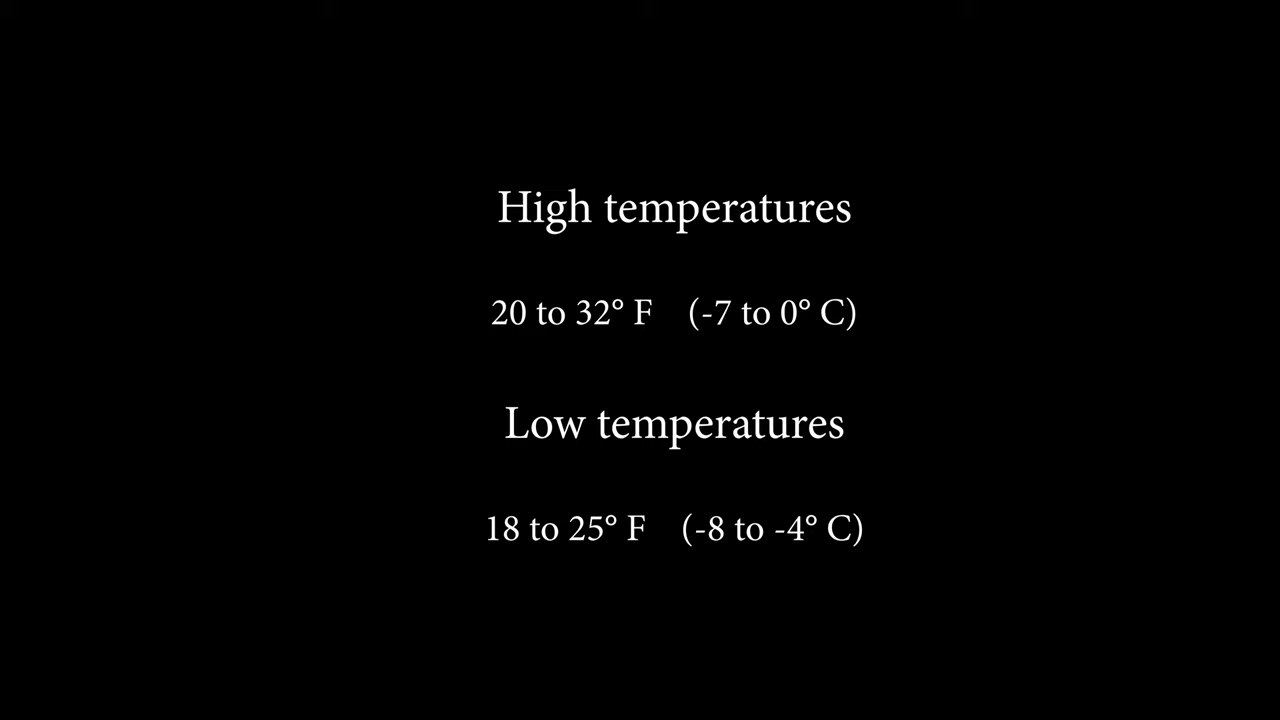 High temperatures
20 to 32° F (-7 to 0° C)
Low temperatures
18 to 25° F (-8 to -4° C)